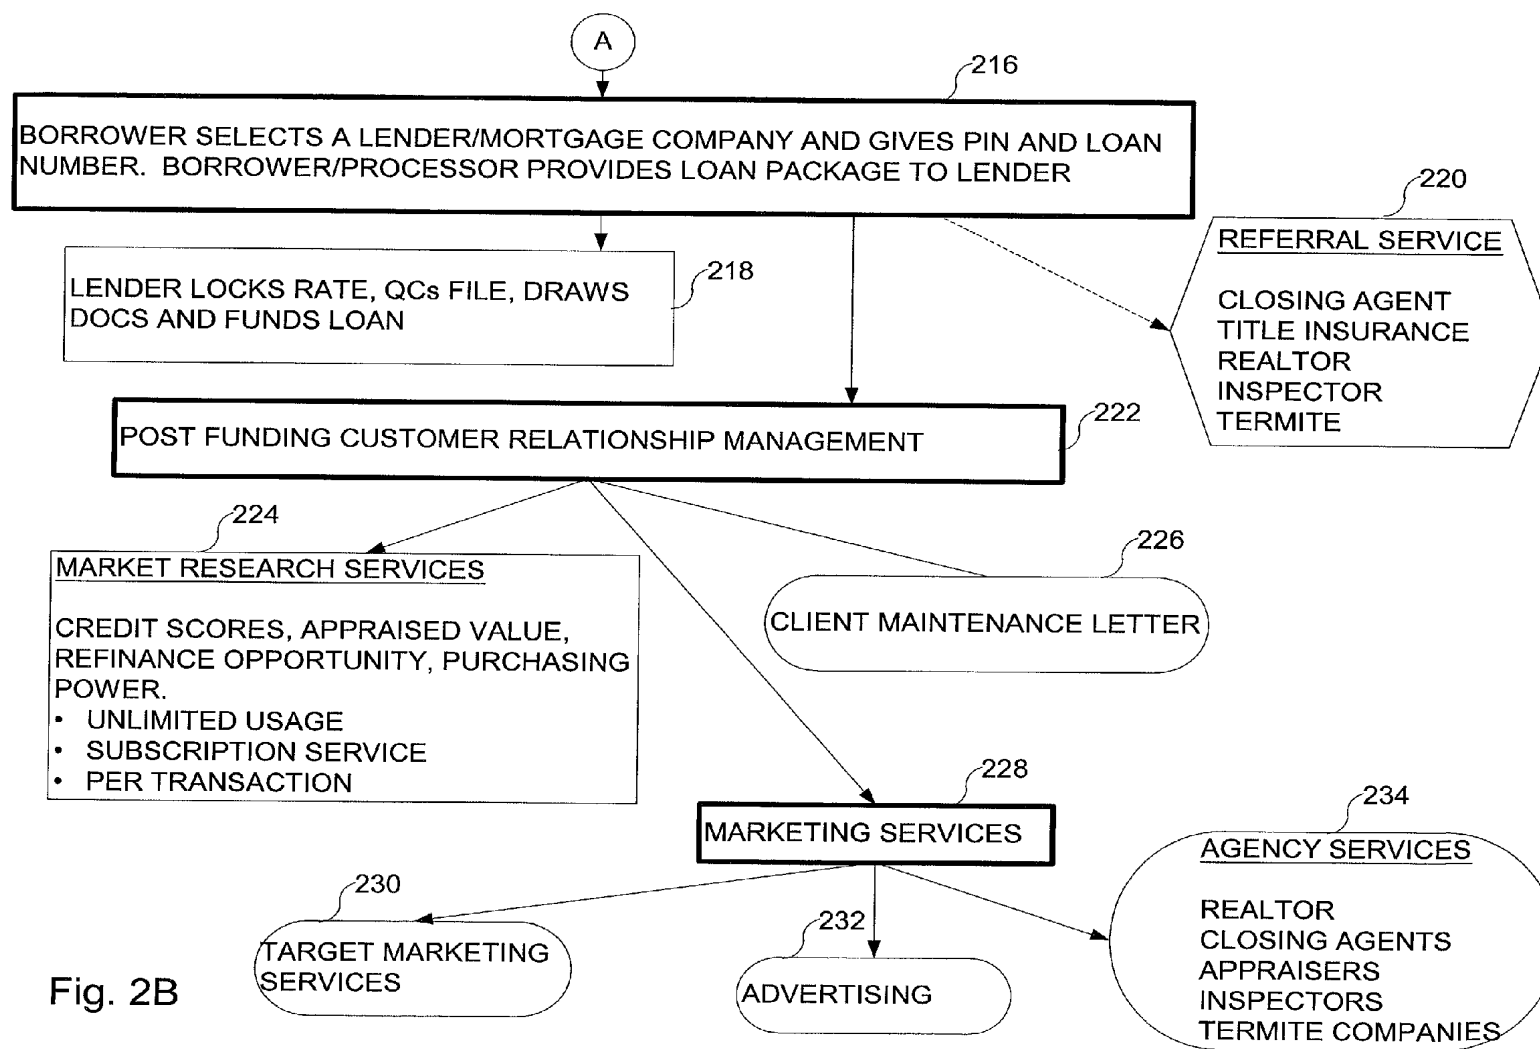 A
216
BORROWER SELECTS A LENDER/MORTGAGE COMPANY AND GIVES PIN AND LOAN
NUMBER.  BORROWER/PROCESSOR PROVIDES LOAN PACKAGE TO LENDER
220
REFERRAL SERVICE
CLOSING AGENT
TITLE INSURANCE
REALTOR
INSPECTOR
TERMITE
218
LENDER LOCKS RATE, QCs FILE, DRAWS
DOCS AND FUNDS LOAN
222
POST FUNDING CUSTOMER RELATIONSHIP MANAGEMENT
224
MARKET RESEARCH SERVICES
CREDIT SCORES, APPRAISED VALUE,
REFINANCE OPPORTUNITY, PURCHASING
POWER.
• UNLIMITED USAGE
• SUBSCRIPTION SERVICE
• PER TRANSACTION
226
CLIENT MAINTENANCE LETTER
228
MARKETING SERVICES
230
TARGET MARKETING
SERVICES
232
ADVERTISING
234
AGENCY SERVICES
REALTOR
CLOSING AGENTS
APPRAISERS
INSPECTORS
TERMITE COMPANIES
Fig. 2B